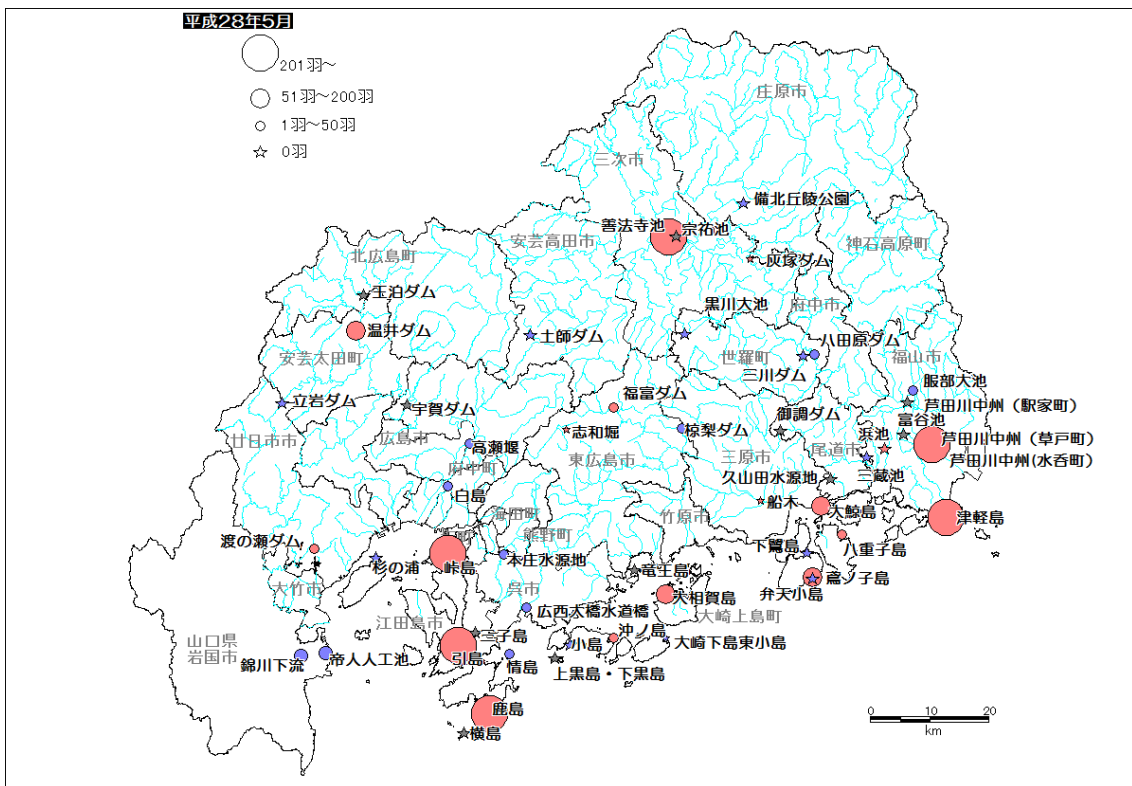 平成28年5月
201羽～
51羽～200羽
1羽～50羽
0羽
庄原市
三次市
備北丘陵公園
善法寺池
宗祐池
安芸高田市
神石高原町
北広島町
灰塚ダム
玉泊ダム
黒川大池
府中市
温井ダム
土師ダム
八田原ダム
安芸太田町
世羅町
福山市
三川ダム
服部大池
福富ダム
立岩ダム
宇賀ダム
御調ダム
芦田川中州（駅家町）
富谷池
廿日市市
広島市
志和堀
椋梨ダム
浜池
芦田川中州（草戸町）
高瀬堰
尾道市
府中町
東広島市
三原市
芦田川中州(水呑町)
久山田水源地
三蔵池
白島
船木
大鯨島
海田町
竹原市
津軽島
熊野町
渡の瀬ダム
八重子島
下鷺島
杉の浦
峠島
本庄水源地
竜王島
大竹市
呉市
弁天小島
鳶ノ子島
大相賀島
広西大橋水道橋
大崎上島町
江田島市
三子島
沖ノ島
山口県
岩国市
小島
大崎下島東小島
引島
錦川下流
帝人人工池
情島
上黒島・下黒島
鹿島
横島
0
10
20
km